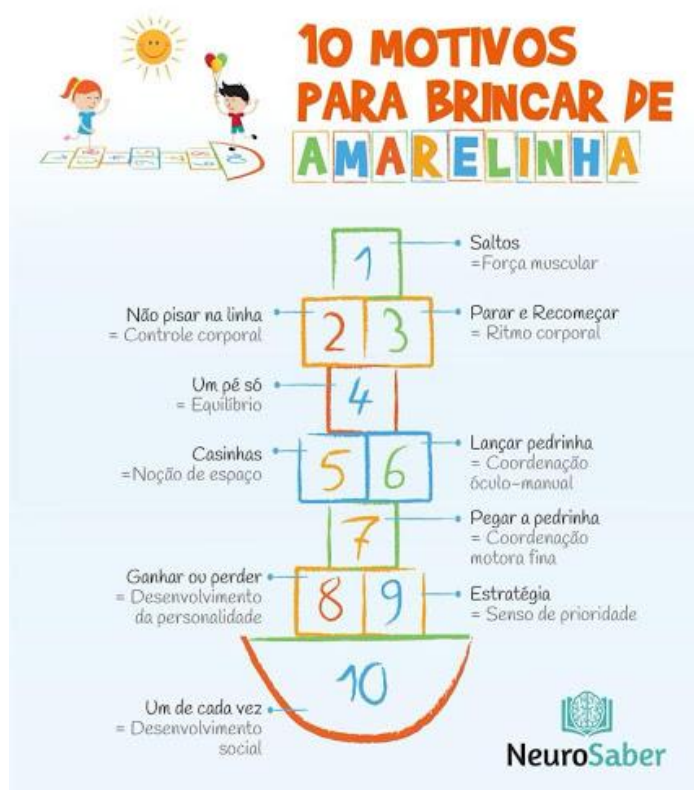 10 MOTIVOS
PARA BRINCAR DE
AMARELINHA
1
Saltos
=Força muscular
Não pisar na linha
= Controle corporal
2
3
Parar e Recomeçar
= Ritmo corporal
Um pé só
= Equilíbrio
4
Casinhas
=Noção de espaço
5
6
Lançar pedrinha
= Coordenação
óculo-manual
7
Pegar a pedrinha
= Coordenação
motora fina
Ganhar ou perder
= Desenvolvimento
da personalidade
8
9
Estratégia
= Senso de prioridade
10
Um de cada vez
= Desenvolvimento
social
NeuroSaber